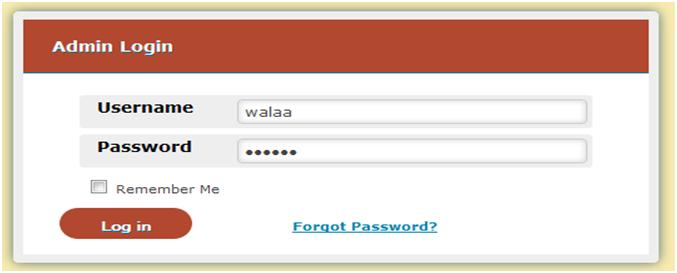 Admin Login
Username walaa
Password ••••••
Remember Me
Log in Forgot Password?